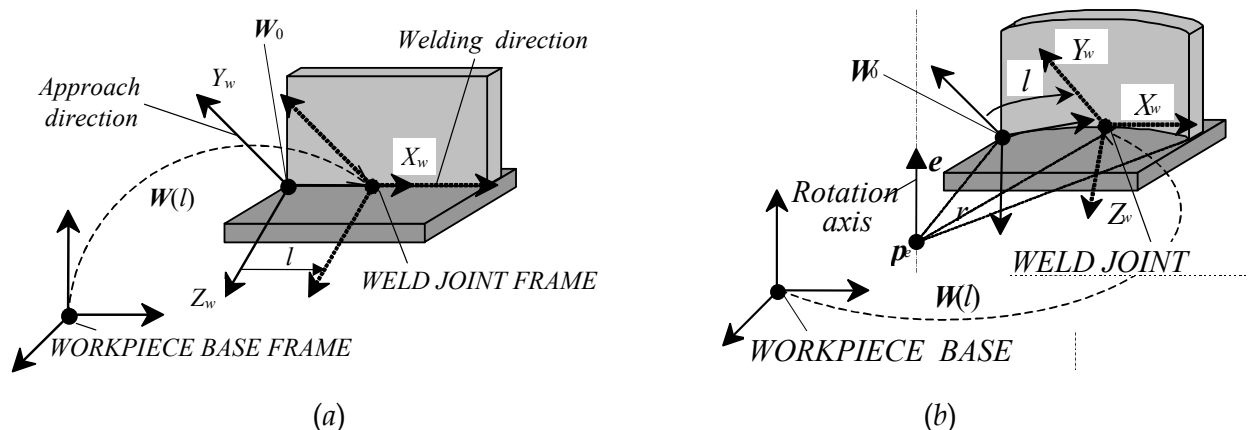 W0
Welding direction
Yw
Approach
direction
Xw
W(l)
l
WELD JOINT FRAME
Zw
WORKPIECE BASE FRAME
(a)
Yw
W0
l
Xw
e
Rotation
axis
r
Zw
pe
WELD JOINT
W(l)
WORKPIECE BASE
(b)